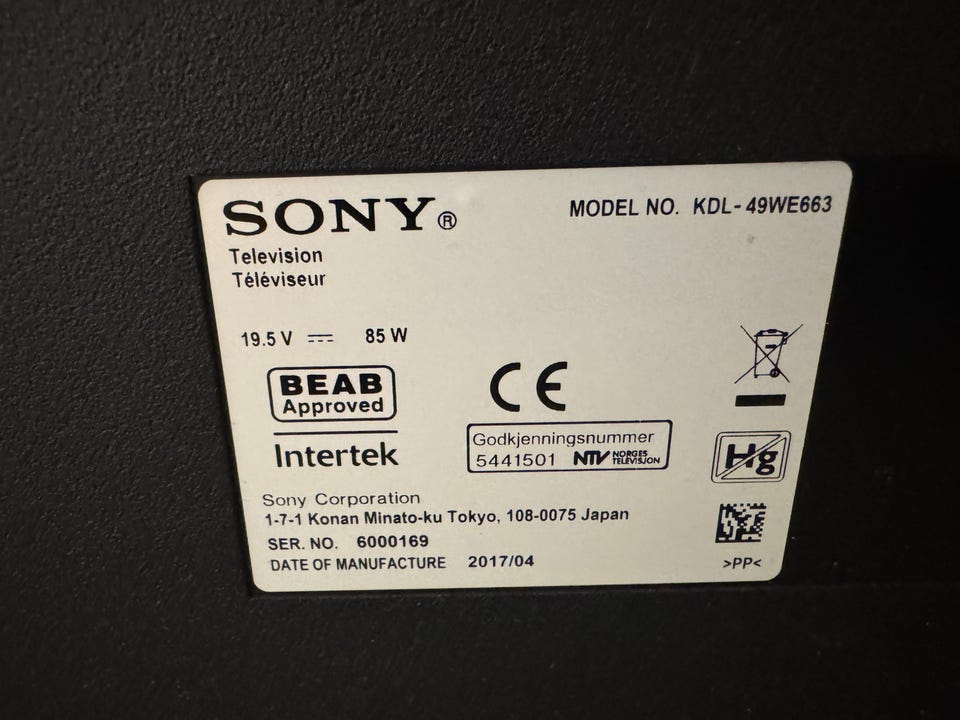 SONY®
MODEL NO. KDL-49WE663
Television
Téléviseur
19.5 V ⎓ 85 W
BEAB
Approved
Intertek
CE
Godkjenningsnummer
5441501 NTV NORGES
TELEVISJON
Hg
Sony Corporation
1-7-1 Konan Minato-ku Tokyo, 108-0075 Japan
SER. NO. 6000169
DATE OF MANUFACTURE 2017/04
>PP<